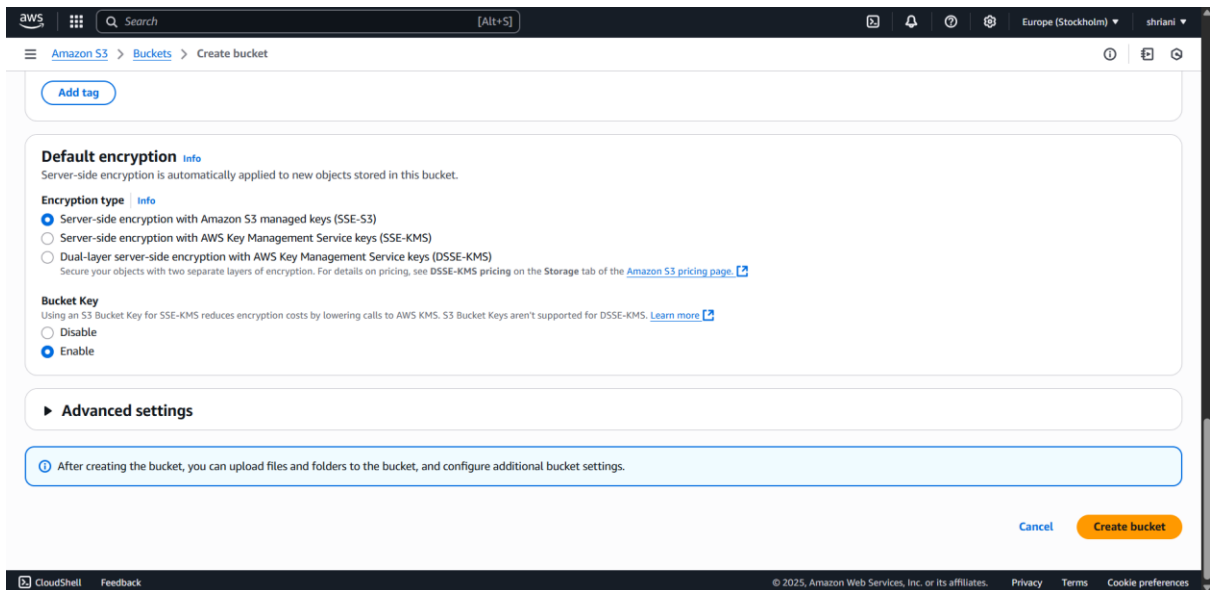 aws Search [Alt+S] Europe (Stockholm) shriani
Amazon S3 > Buckets > Create bucket
Add tag
Default encryption Info
Server-side encryption is automatically applied to new objects stored in this bucket.
Encryption type Info
Server-side encryption with Amazon S3 managed keys (SSE-S3)
Server-side encryption with AWS Key Management Service keys (SSE-KMS)
Dual-layer server-side encryption with AWS Key Management Service keys (DSSE-KMS)
Secure your objects with two separate layers of encryption. For details on pricing, see DSSE-KMS pricing on the Storage tab of the Amazon S3 pricing page.
Bucket Key
Using an S3 Bucket Key for SSE-KMS reduces encryption costs by lowering calls to AWS KMS. S3 Bucket Keys aren't supported for DSSE-KMS. Learn more
Disable
Enable
Advanced settings
After creating the bucket, you can upload files and folders to the bucket, and configure additional bucket settings.
Cancel Create bucket
CloudShell Feedback © 2025, Amazon Web Services, Inc. or its affiliates. Privacy Terms Cookie preferences